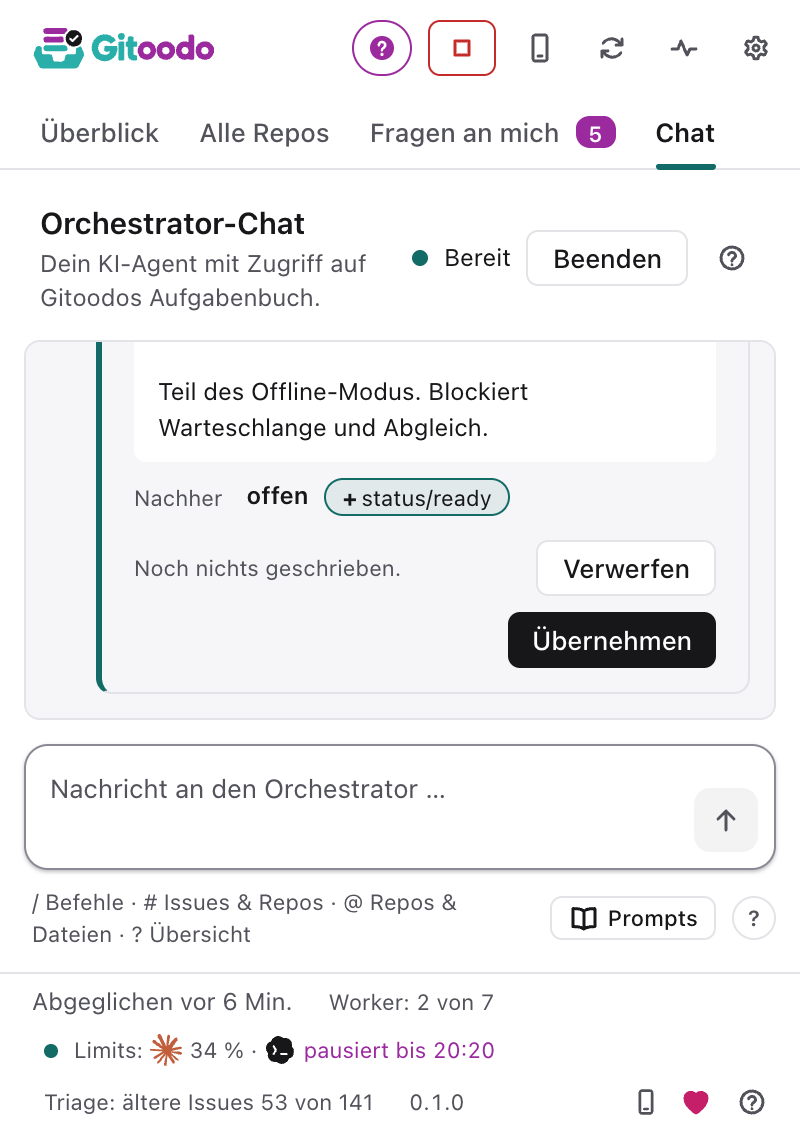 Gitoodo
?
Überblick Alle Repos Fragen an mich 5 Chat
Orchestrator-Chat
Dein KI-Agent mit Zugriff auf
Gitoodos Aufgabenbuch.
Bereit Beenden ?
Teil des Offline-Modus. Blockiert
Warteschlange und Abgleich.
Nachher offen + status/ready
Noch nichts geschrieben. Verwerfen
Übernehmen
Nachricht an den Orchestrator …
/ Befehle · # Issues & Repos · @ Repos &
Dateien · ? Übersicht
Prompts ?
Abgeglichen vor 6 Min. Worker: 2 von 7
Limits: 34 % · pausiert bis 20:20
Triage: ältere Issues 53 von 141 0.1.0 ?